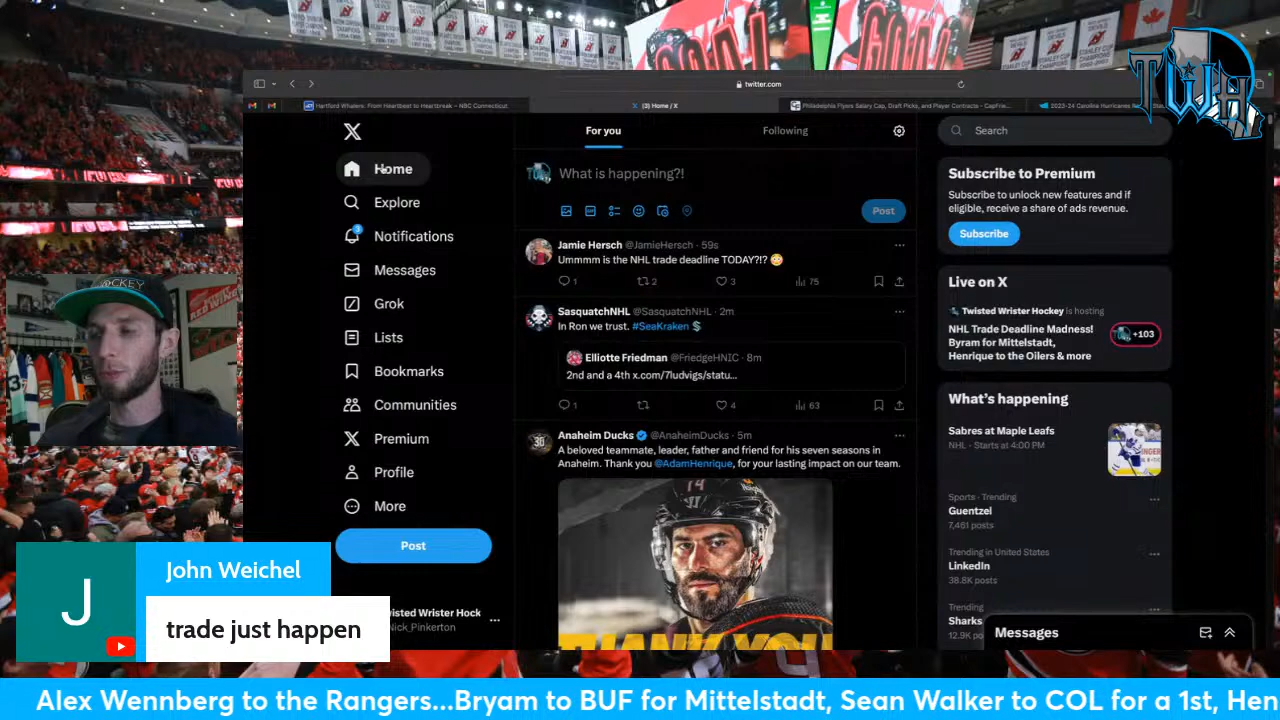 GOAL
GOAL
TWH
twitter.com
Hartford Whalers: From Heartbeat to Heartbreak – NBC Connecticut
(3) Home / X
Philadelphia Flyers Salary Cap, Draft Picks, and Player Contracts - CapFrie...
2023-24 Carolina Hurricanes
For you
Following
Search
Home
Explore
3
Notifications
Messages
Grok
Lists
Bookmarks
Communities
Premium
Profile
More
Post
isted Wrister Hock
Nick_Pinkerton
What is happening?!
Post
Jamie Hersch @JamieHersch · 59s
Ummmm is the NHL trade deadline TODAY?!? 😳
1 2 3 75
SasquatchNHL @SasquatchNHL · 2m
In Ron we trust. #SeaKraken
Elliotte Friedman @FriedgeHNIC · 8m
2nd and a 4th x.com/7ludvigs/statu...
1 4 63
Anaheim Ducks @AnaheimDucks · 5m
A beloved teammate, leader, father and friend for his seven seasons in
Anaheim. Thank you @AdamHenrique, for your lasting impact on our team.
14
THANK YOU
Subscribe to Premium
Subscribe to unlock new features and if
eligible, receive a share of ads revenue.
Subscribe
Live on X
Twisted Wrister Hockey is hosting
NHL Trade Deadline Madness!
Byram for Mittelstadt,
Henrique to the Oilers & more
+103
What's happening
Sabres at Maple Leafs
NHL · Starts at 4:00 PM
Sports · Trending
Guentzel
7,461 posts
Trending in United States
LinkedIn
38.8K posts
Trending
Sharks
12.9K po
Messages
J
John Weichel
trade just happen
Alex Wennberg to the Rangers...Bryam to BUF for Mittelstadt, Sean Walker to COL for a 1st, Hen